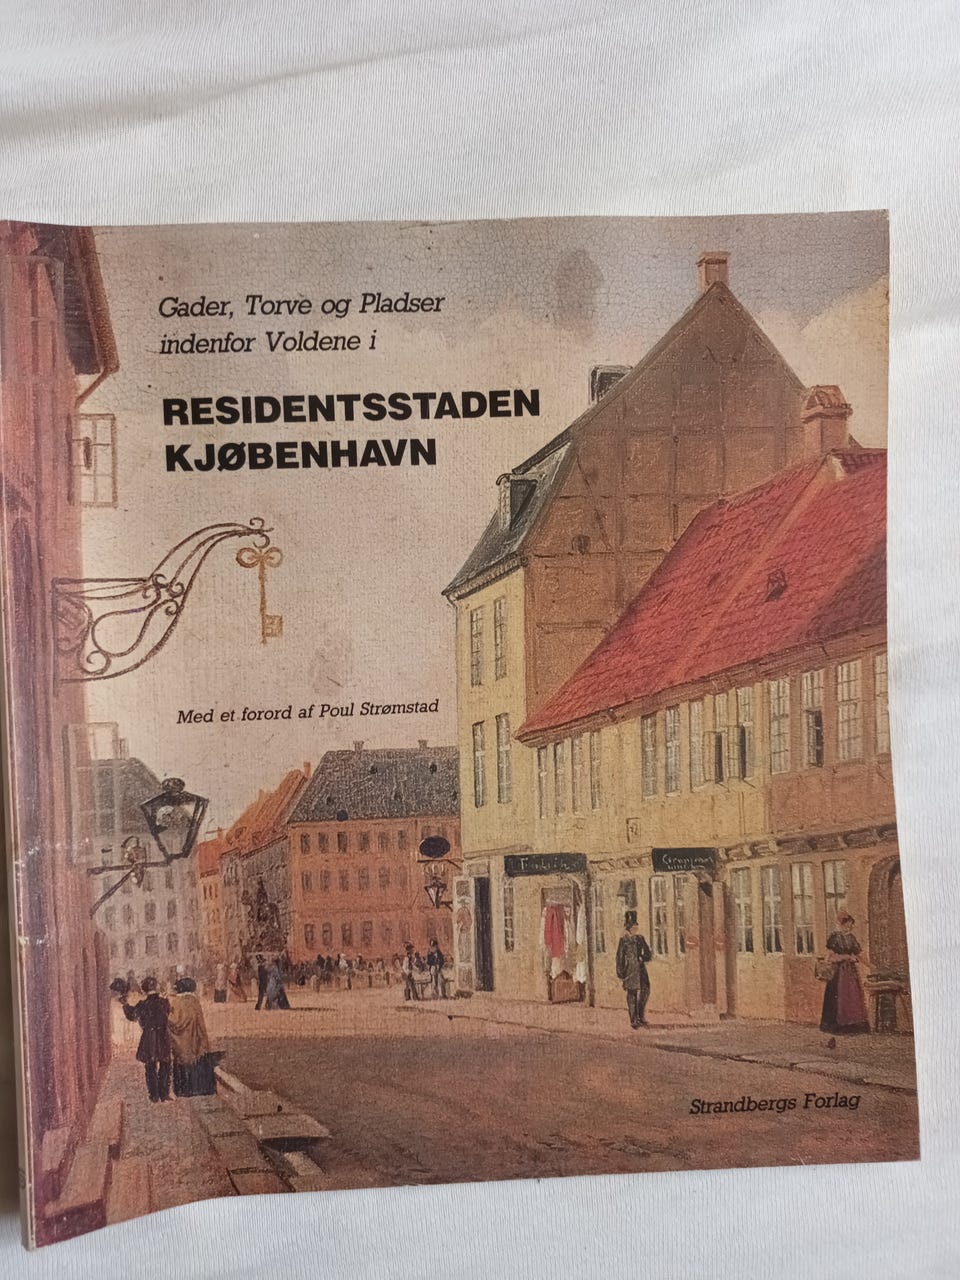 Gader, Torve og Pladser
indenfor Voldene i
RESIDENTSSTADEN
KJØBENHAVN
Med et forord af Poul Strømstad
Strandbergs Forlag